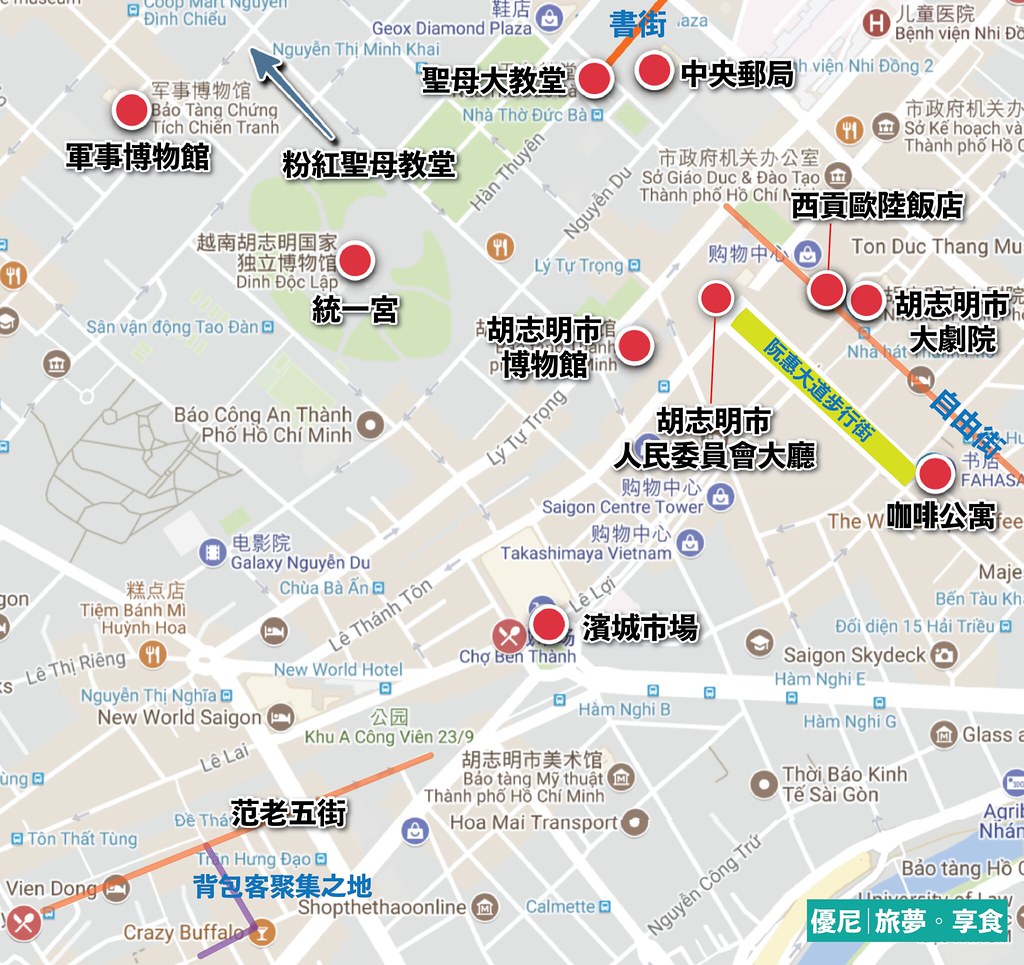 Coop Mart Nguyễn
Đình Chiểu
鞋店
Geox Diamond Plaza
書街
儿童医院
Bệnh viện Nhi Đồ
Nguyễn Thị Minh Khai
聖母大教堂
中央郵局
Nhi Đồng 2
军事博物馆
Bảo Tàng Chứng
Tích Chiến Tranh
軍事博物館
Nhà Thờ Đức Bà
市政府机关办
Sở Kế hoạch và
Thành phố Hồ C
粉紅聖母教堂
Hàn Thuyên
Nguyễn Du
市政府机关办公室
Sở Giáo Dục & Đào Tạo
Thành phố Hồ Chí M
西貢歐陸飯店
越南胡志明国家
独立博物馆
Dinh Độc Lập
購物中心
Ton Duc Thang Mu
Lý Tự Trọng
統一宮
Sân vận động Tao Đàn
胡志明市
博物館
胡志明市
大劇院
阮惠大道步行街
自由街
Báo Công An Thành
Phố Hồ Chí Minh
Lý Tự Trọng
胡志明市
人民委員會大廳
书店
FAHASA
购物中心
Saigon Centre Tower
咖啡公寓
The W
电影院
Galaxy Nguyễn Du
购物中心
Takashimaya Vietnam
Chùa Bà Ấn
糕点店
Tiệm Bánh Mì
Huỳnh Hoa
Lê Thánh Tôn
Lê Lợi
Maje
Bến Tàu Kh
濱城市場
Đối diện 15 Hải Triều
Chợ Bến Thành
Saigon Skydeck
Lê Thị Riêng
New World Hotel
Hàm Nghi E
Nguyễn Thị Nghĩa
New World Saigon
公园
Khu A Công Viên 23/9
Hàm Nghi B
Hàm Nghi G
Glass a
Lê Lai
胡志明市美术馆
Bảo tàng Mỹ thuật
Thành phố Hồ Chí Minh
Thời Báo Kinh
Tế Sài Gòn
范老五街
Hoa Mai Transport
Agrib
Nhán
Tôn Thất Tùng
Trần Hưng Đạo
Nguyễn Công Trứ
Bảo tàng Hồ C
Vien Dong
背包客聚集之地
Shopthethaoonline
Calmette
University of Law
Crazy Buffalo
優尼|旅夢。享食